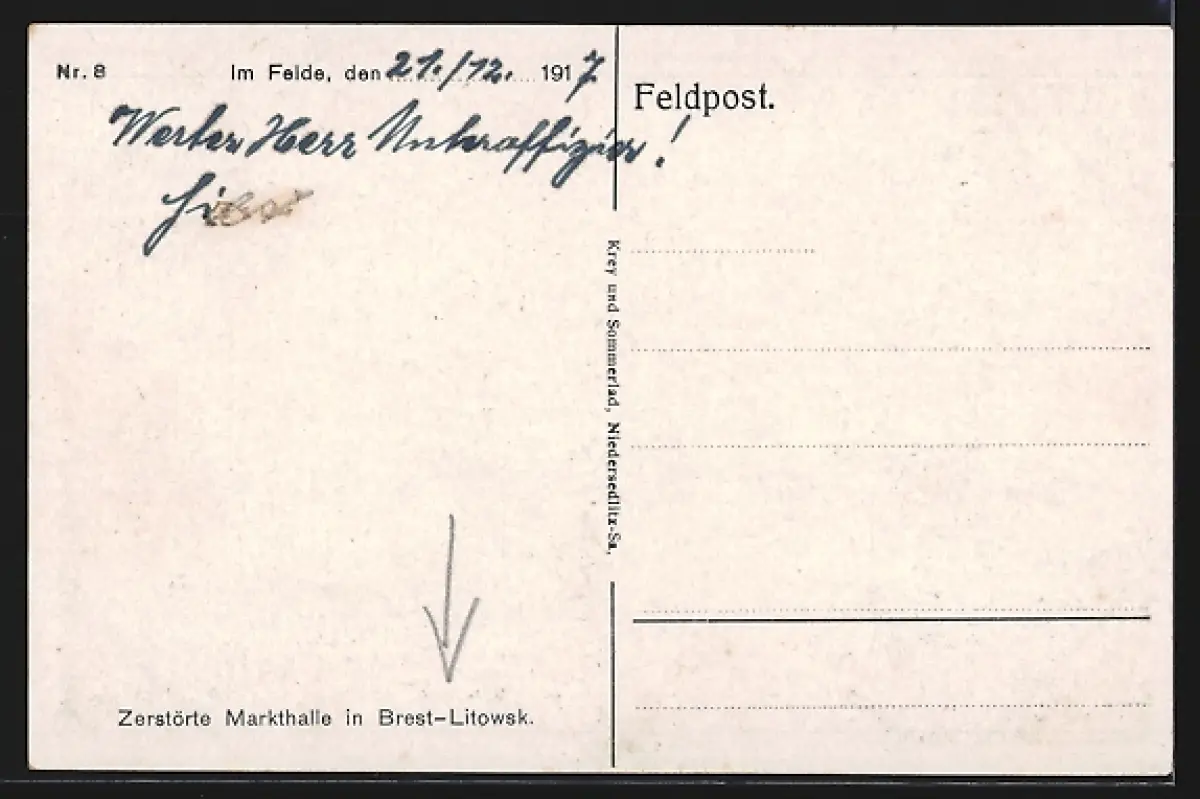 Nr. 8
Im Felde, den 21./12. 1917
Werter Herr Unteroffizier!
Zerstörte Markthalle in Brest-Litowsk.
Krey und Sommerlad, Niedersedlitz-Sa.
Feldpost.